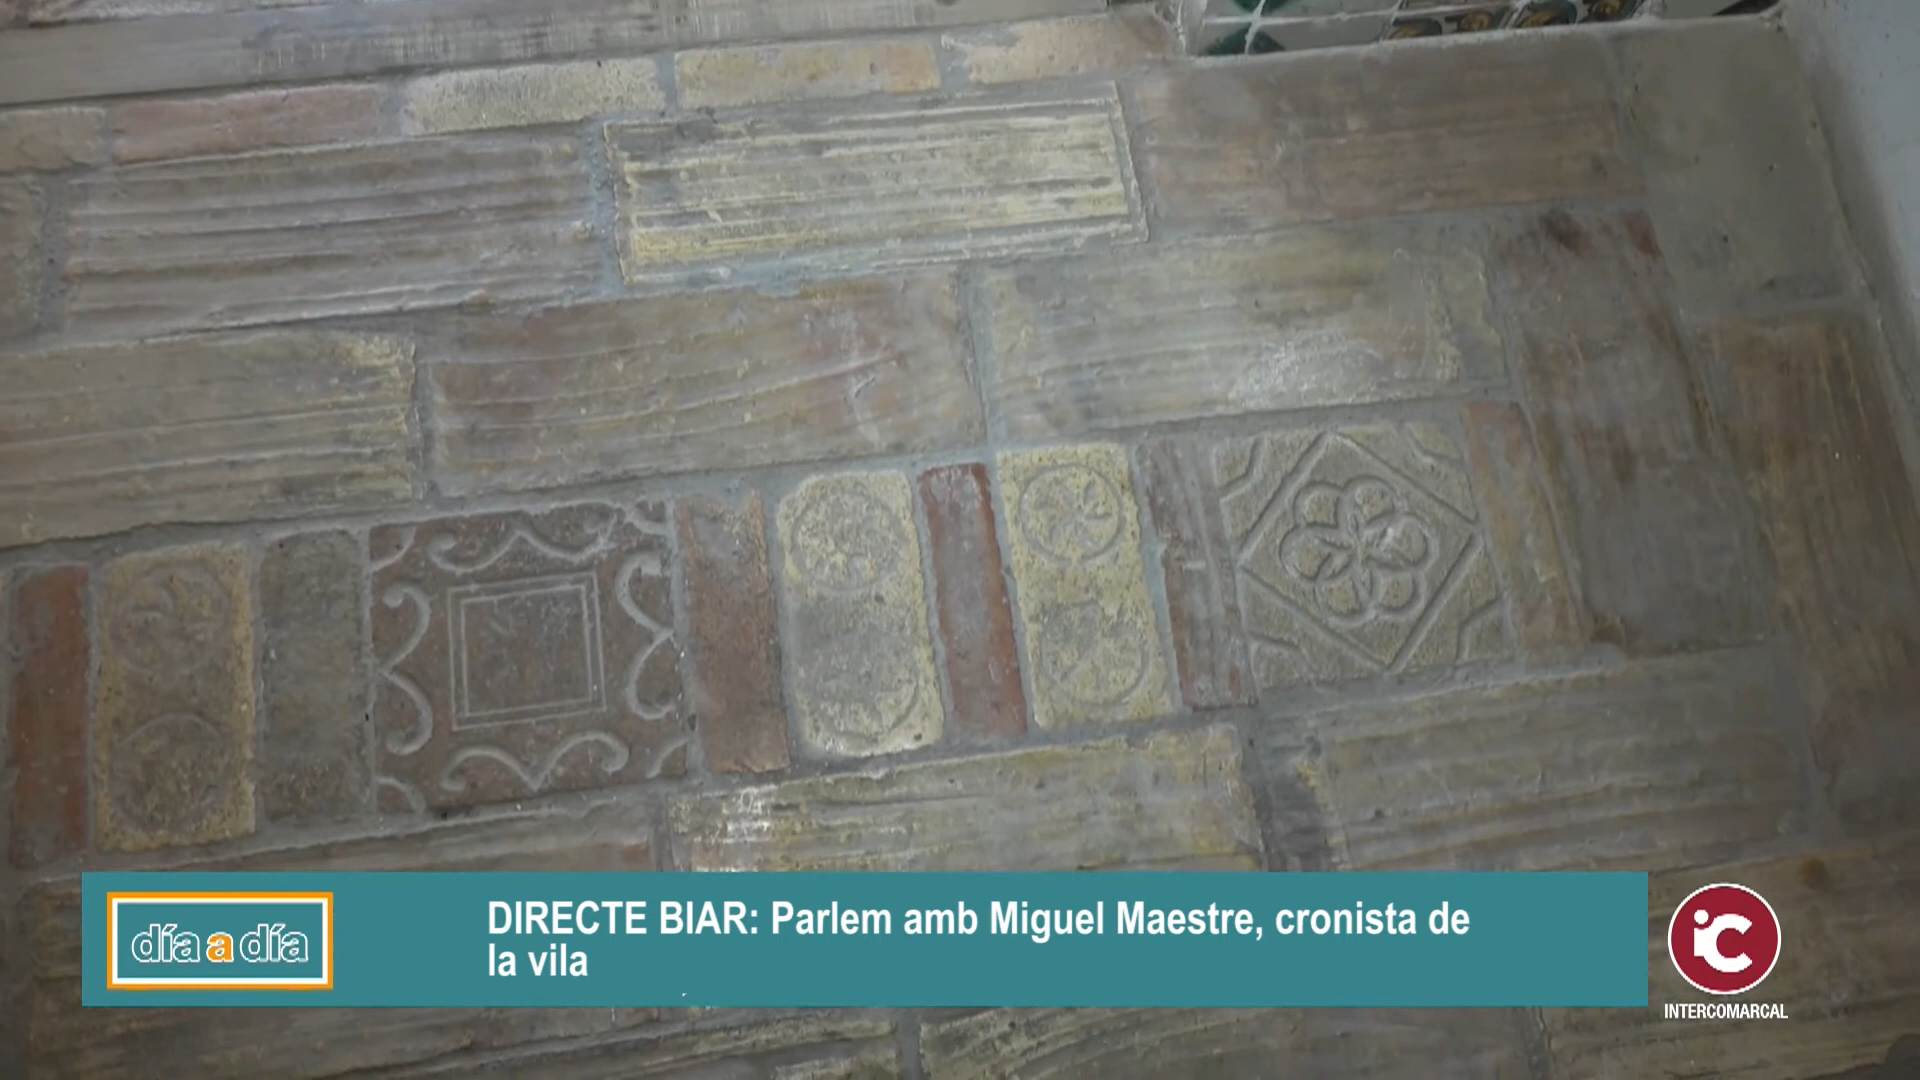 día a día
DIRECTE BIAR: Parlem amb Miguel Maestre, cronista de
la vila
iC
INTERCOMARCAL